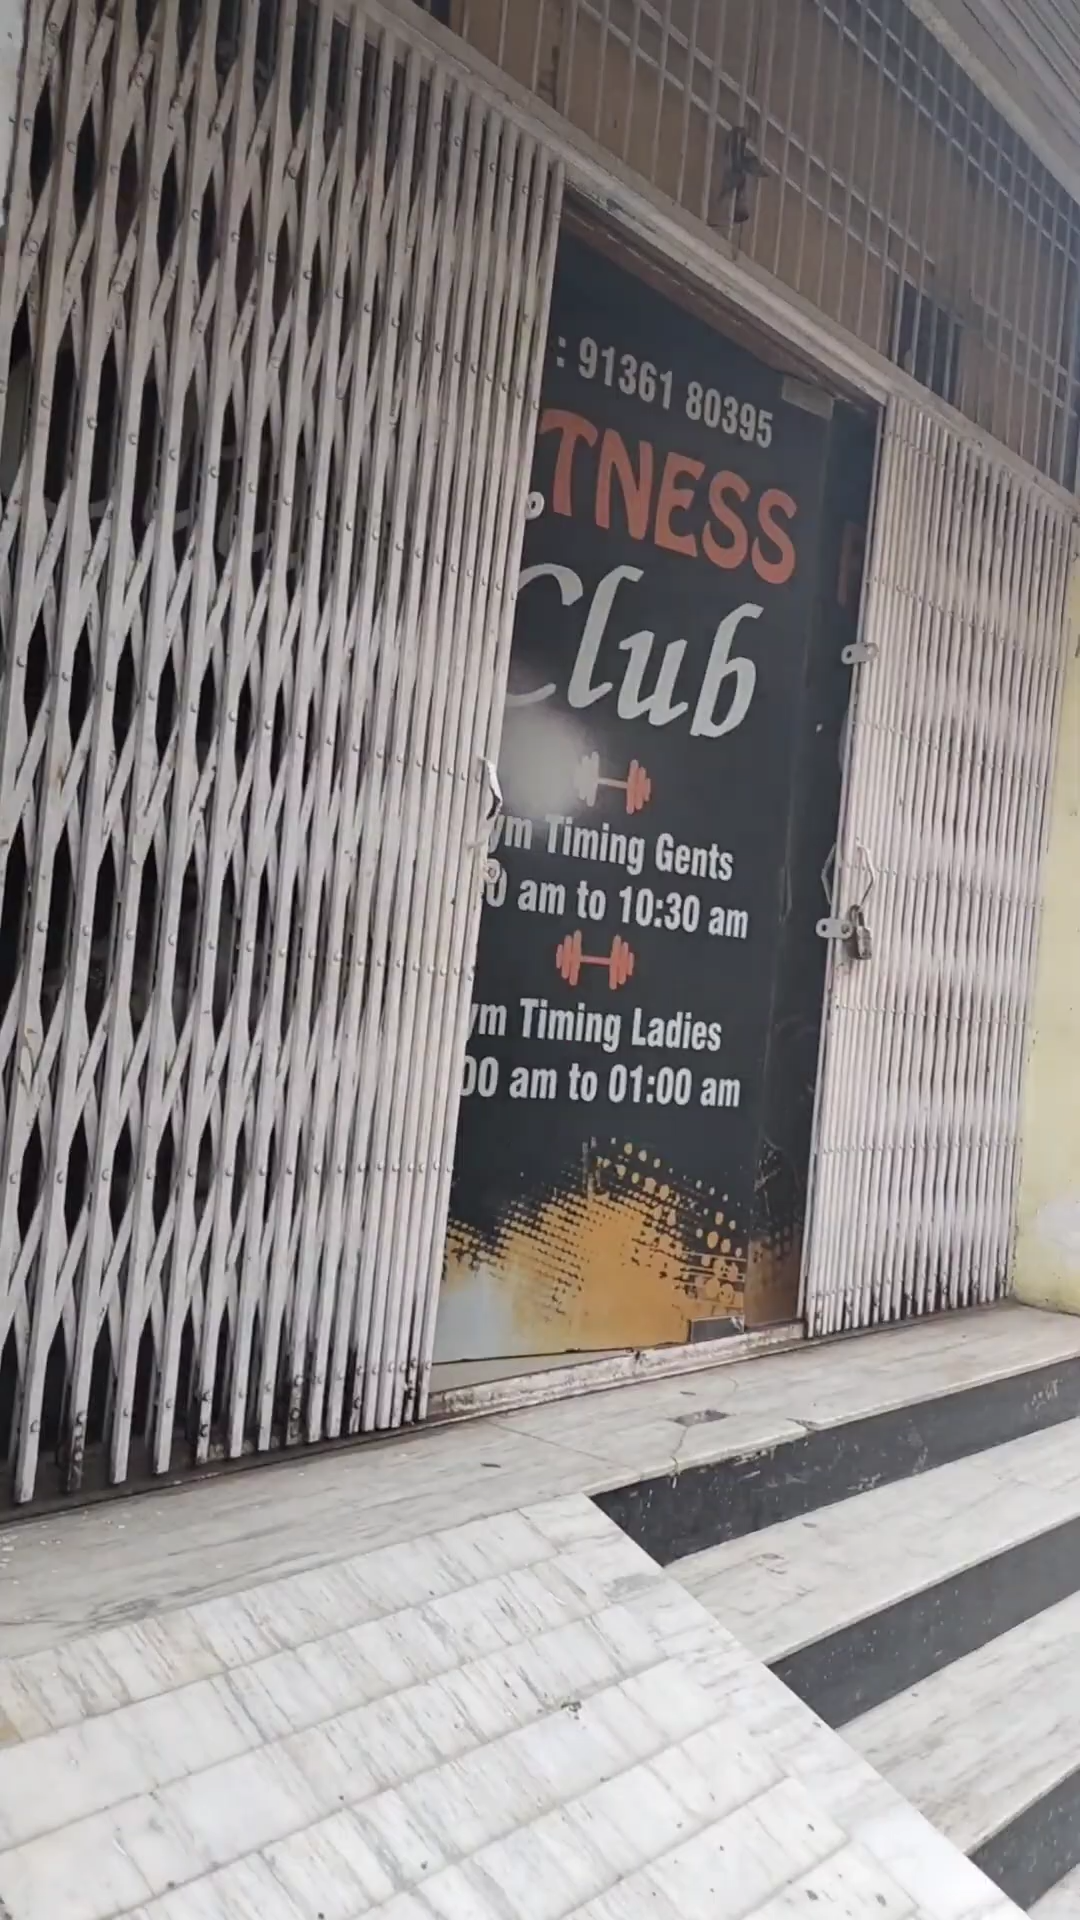 : 91361 80395
ITNESS
Club
ym Timing Gents
0 am to 10:30 am
ym Timing Ladies
00 am to 01:00 am